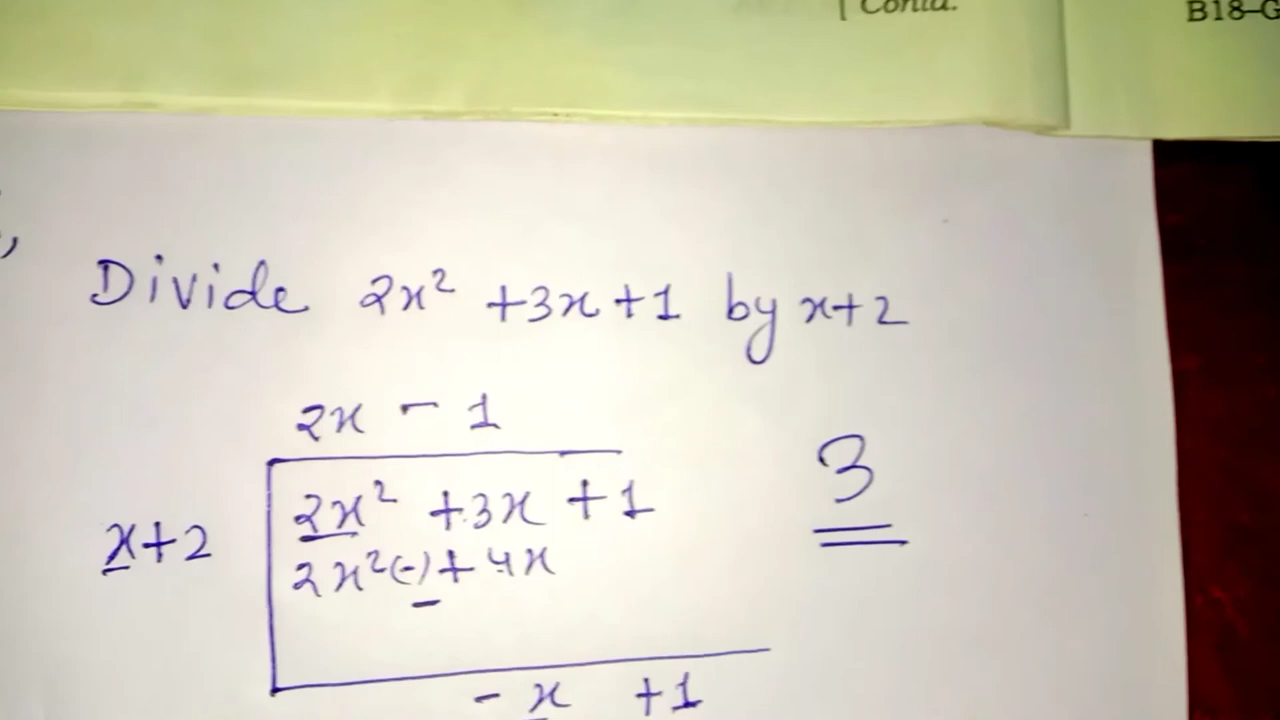 [ Contd.
B18-G
,
Divide 2x² +3x+1 by x+2
2x - 1
x+2
2x² +3x +1
3
2x²(-)+4x
-
-x +1